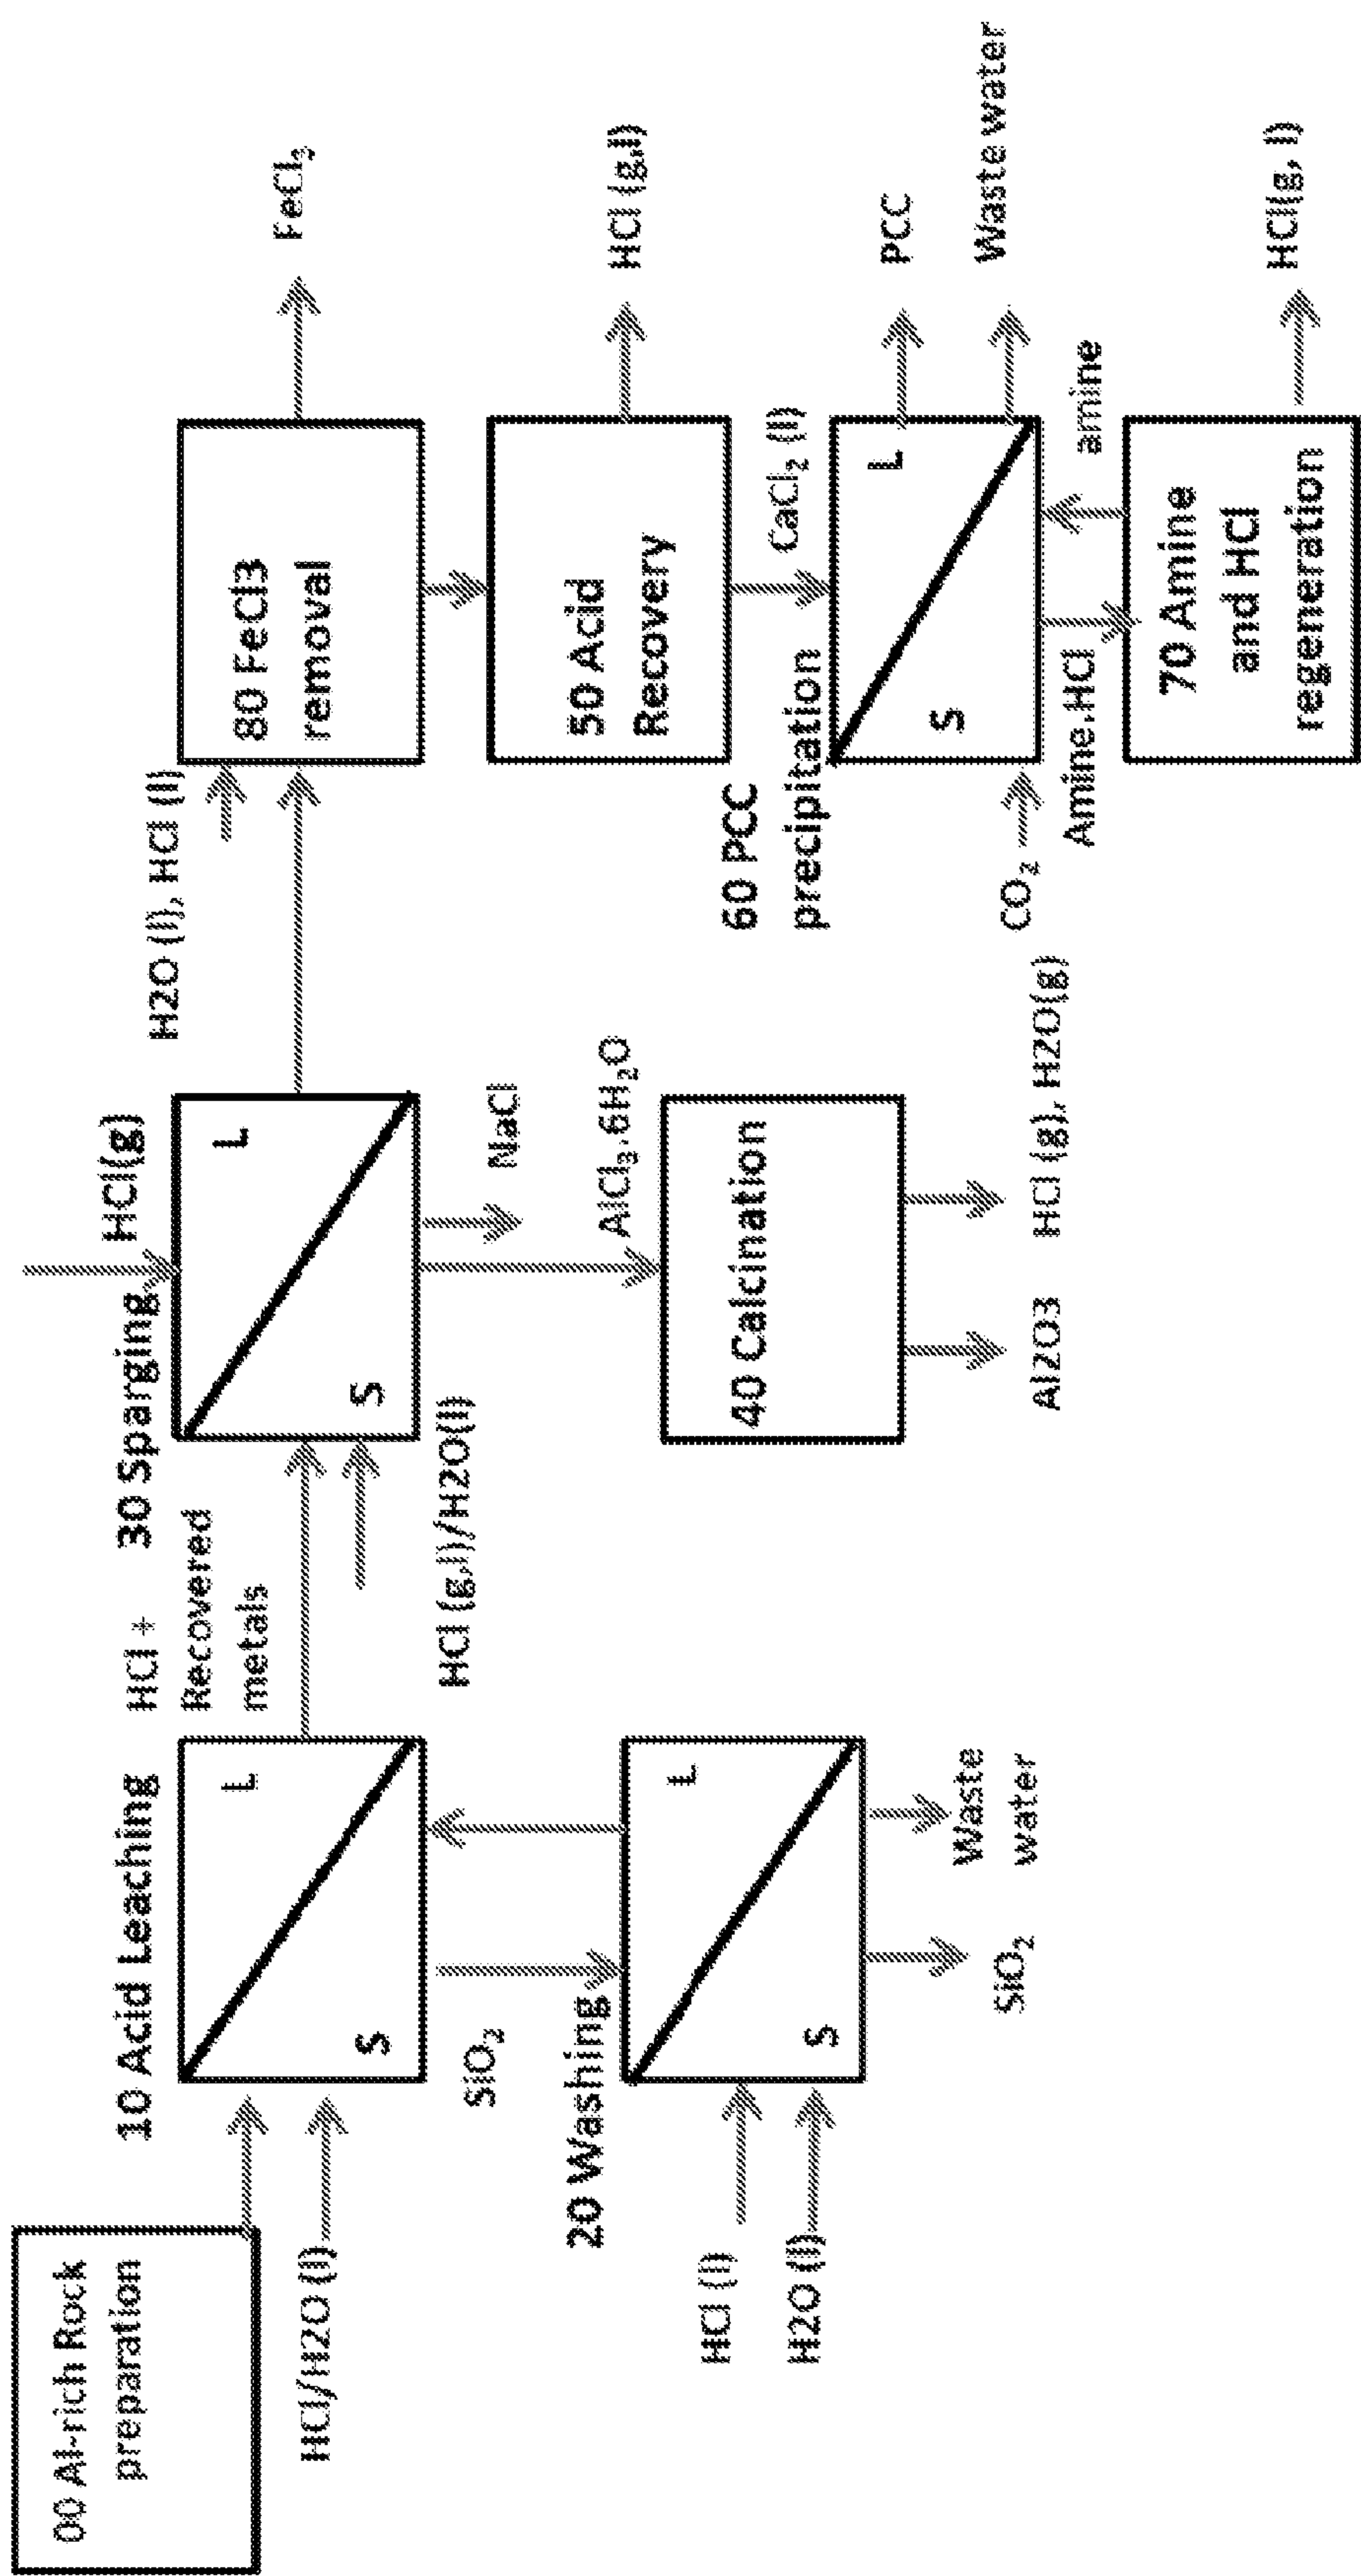 00 Al-rich Rock
preparation
HCl/H2O (l)
10 Acid Leaching
L
S
SiO₂
20 Washing
HCl (l)
H2O (l)
L
S
SiO₂
Waste
water
HCl +
Recovered
metals
30 Sparging
HCl(g)
L
S
HCl (g,l)/H2O(l)
NaCl
AlCl₃.6H₂O
40 Calcination
Al2O3
HCl (g), H2O(g)
H2O (l), HCl (l)
80 FeCl3
removal
FeCl₃
50 Acid
Recovery
HCl (g,l)
CaCl₂ (l)
60 PCC
precipitation
L
S
PCC
Waste water
CO₂
Amine.HCl
amine
70 Amine
and HCl
regeneration
HCl(g, l)